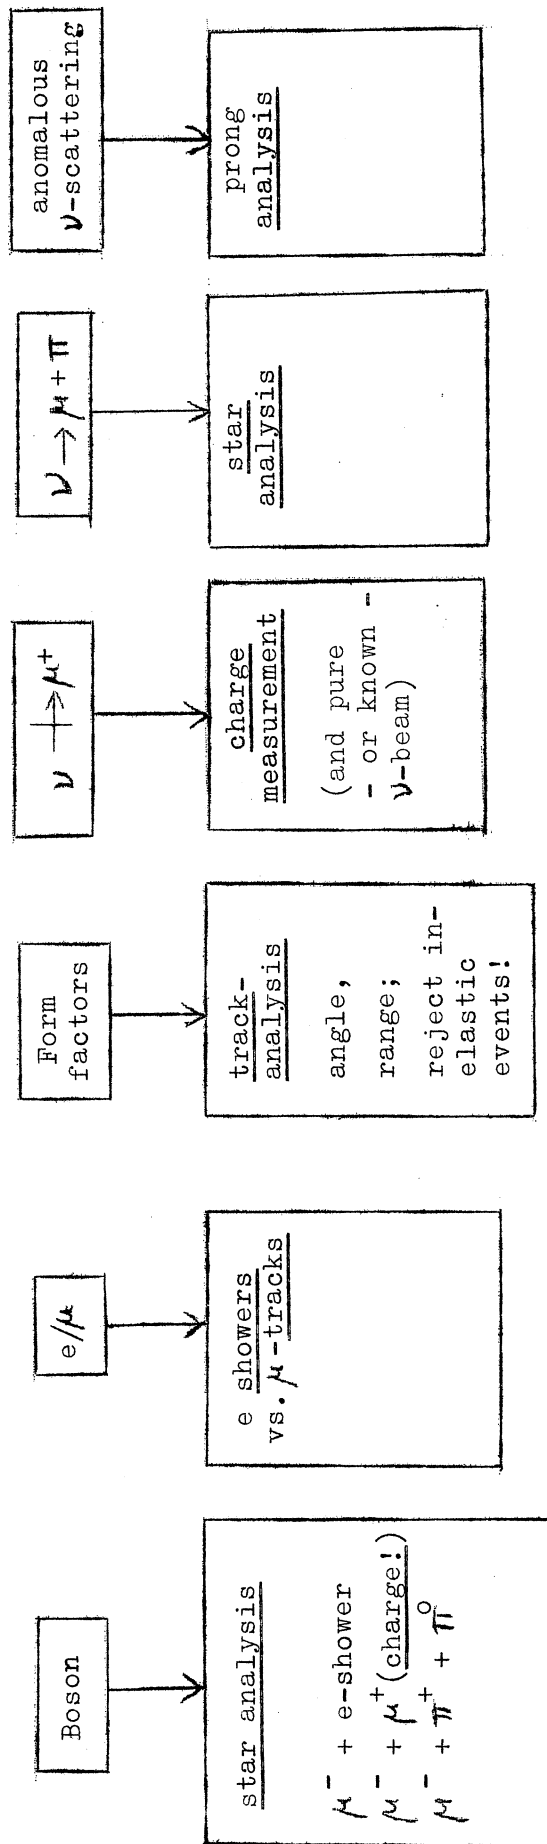 Boson
star analysis
μ⁻ + e-shower
μ⁻ + μ⁺(charge!)
μ⁻ + π⁺ + π⁰
e/μ
e showers
vs. μ-tracks
Form
factors
track-
analysis
angle,
range;
reject in-
elastic
events!
ν ⇸ μ⁺
charge
measurement
(and pure
- or known -
ν-beam)
ν → μ + π
star
analysis
anomalous
ν-scattering
prong
analysis